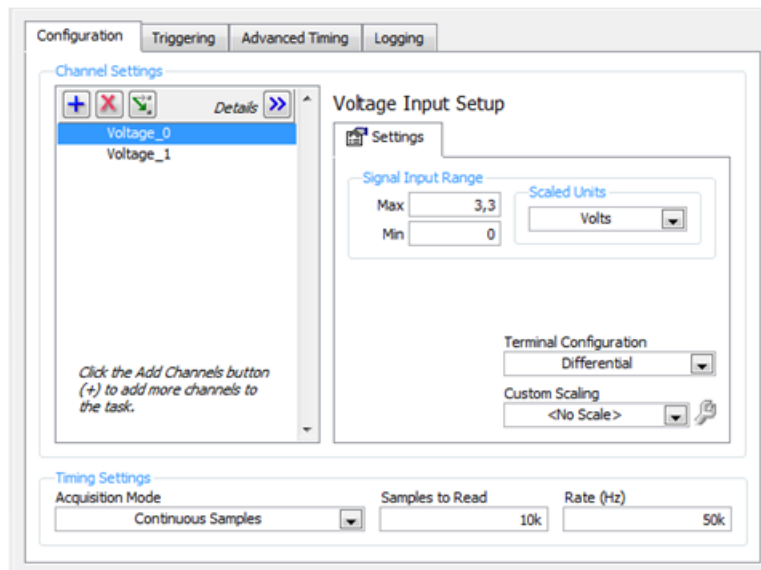 Configuration
Triggering
Advanced Timing
Logging
Channel Settings
Details
Voltage_0
Voltage_1
Click the Add Channels button
(+) to add more channels to
the task.
Voltage Input Setup
Settings
Signal Input Range
Max 3,3
Min 0
Scaled Units
Volts
Terminal Configuration
Differential
Custom Scaling
<No Scale>
Timing Settings
Acquisition Mode
Continuous Samples
Samples to Read
10k
Rate (Hz)
50k